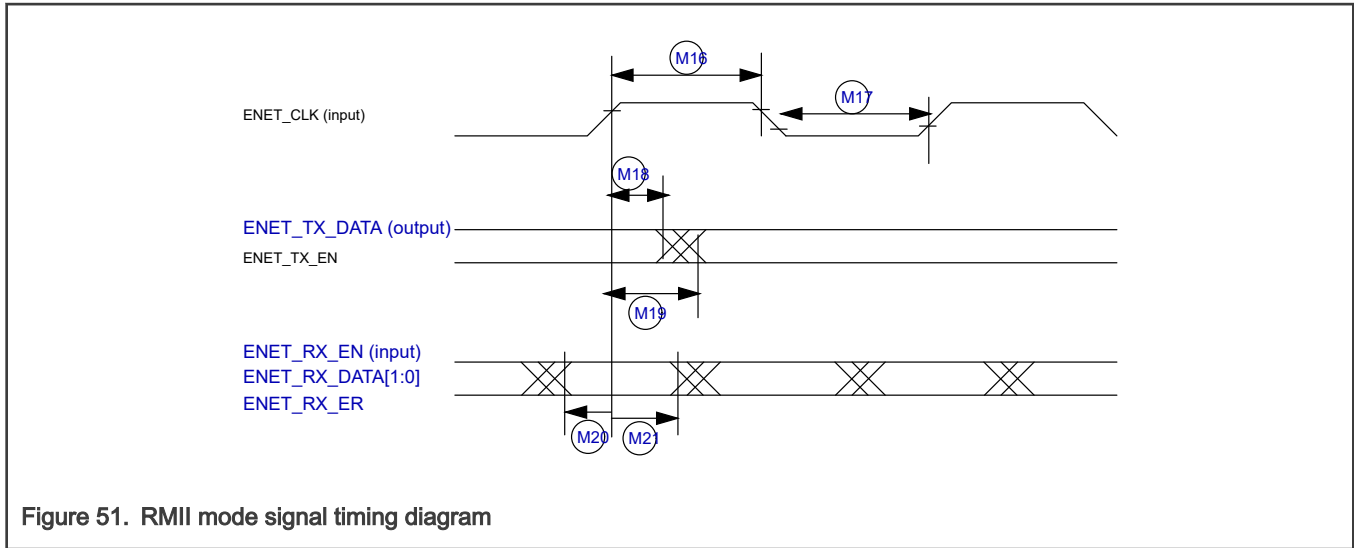 M16
M17
ENET_CLK (input)
M18
ENET_TX_DATA (output)
ENET_TX_EN
M19
ENET_RX_EN (input)
ENET_RX_DATA[1:0]
ENET_RX_ER
M20 M21
Figure 51. RMII mode signal timing diagram